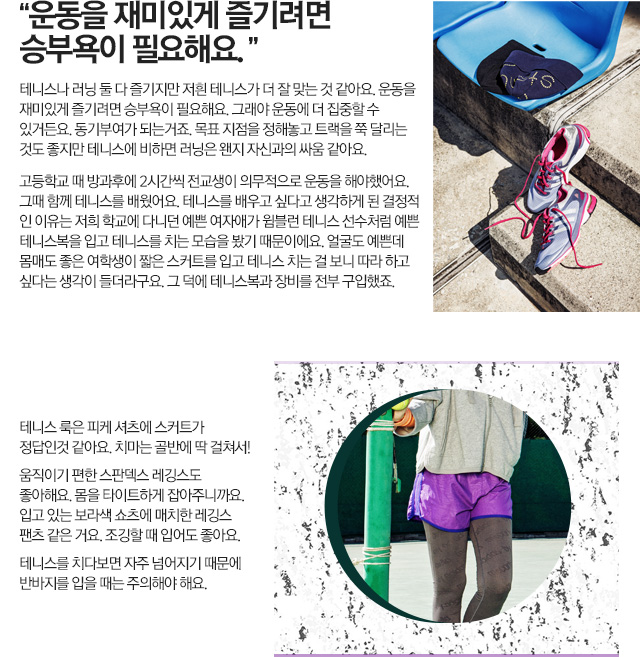 “운동을 재미있게 즐기려면
승부욕이 필요해요.”
테니스나 러닝 둘 다 즐기지만 저흰 테니스가 더 잘 맞는 것 같아요. 운동을
재미있게 즐기려면 승부욕이 필요해요. 그래야 운동에 더 집중할 수
있거든요. 동기부여가 되는거죠. 목표 지점을 정해놓고 트랙을 쭉 달리는
것도 좋지만 테니스에 비하면 러닝은 왠지 자신과의 싸움 같아요.
고등학교 때 방과후에 2시간씩 전교생이 의무적으로 운동을 해야했어요.
그때 함께 테니스를 배웠어요. 테니스를 배우고 싶다고 생각하게 된 결정적
인 이유는 저희 학교에 다니던 예쁜 여자애가 윔블런 테니스 선수처럼 예쁜
테니스복을 입고 테니스를 치는 모습을 봤기 때문이에요. 얼굴도 예쁜데
몸매도 좋은 여학생이 짧은 스커트를 입고 테니스 치는 걸 보니 따라 하고
싶다는 생각이 들더라구요. 그 덕에 테니스복과 장비를 전부 구입했죠.
테니스 룩은 피케 셔츠에 스커트가
정답인것 같아요. 치마는 골반에 딱 걸쳐서!
움직이기 편한 스판덱스 레깅스도
좋아해요. 몸을 타이트하게 잡아주니까요.
입고 있는 보라색 쇼츠에 매치한 레깅스
팬츠 같은 거요. 조깅할 때 입어도 좋아요.
테니스를 치다보면 자주 넘어지기 때문에
반바지를 입을 때는 주의해야 해요.